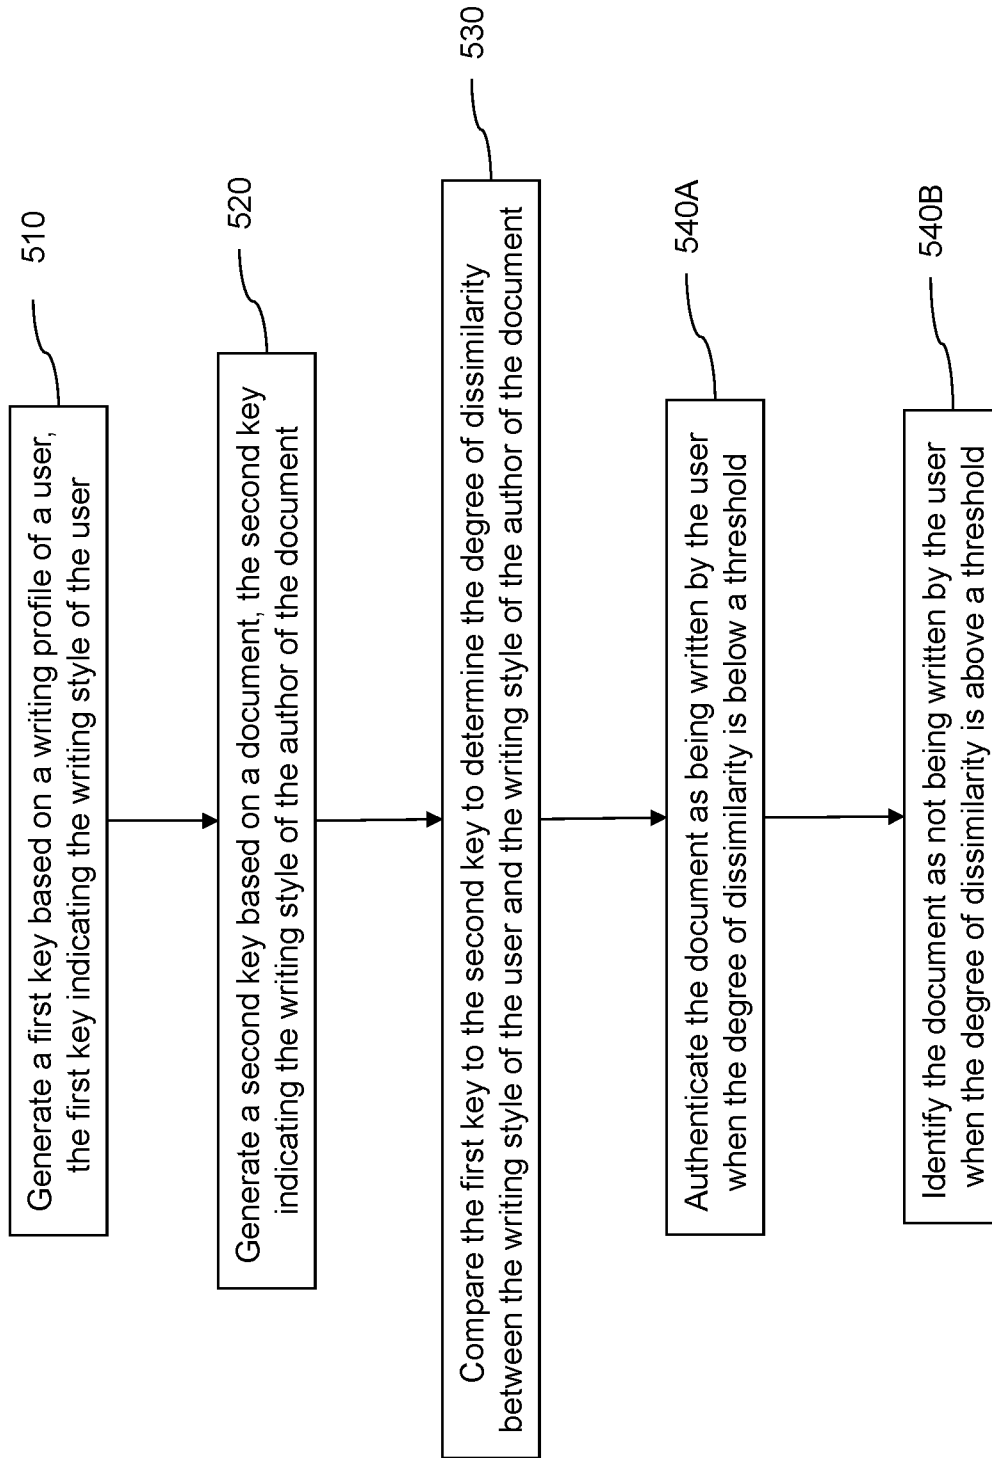 510
Generate a first key based on a writing profile of a user,
the first key indicating the writing style of the user
520
Generate a second key based on a document, the second key
indicating the writing style of the author of the document
530
Compare the first key to the second key to determine the degree of dissimilarity
between the writing style of the user and the writing style of the author of the document
540A
Authenticate the document as being written by the user
when the degree of dissimilarity is below a threshold
540B
Identify the document as not being written by the user
when the degree of dissimilarity is above a threshold